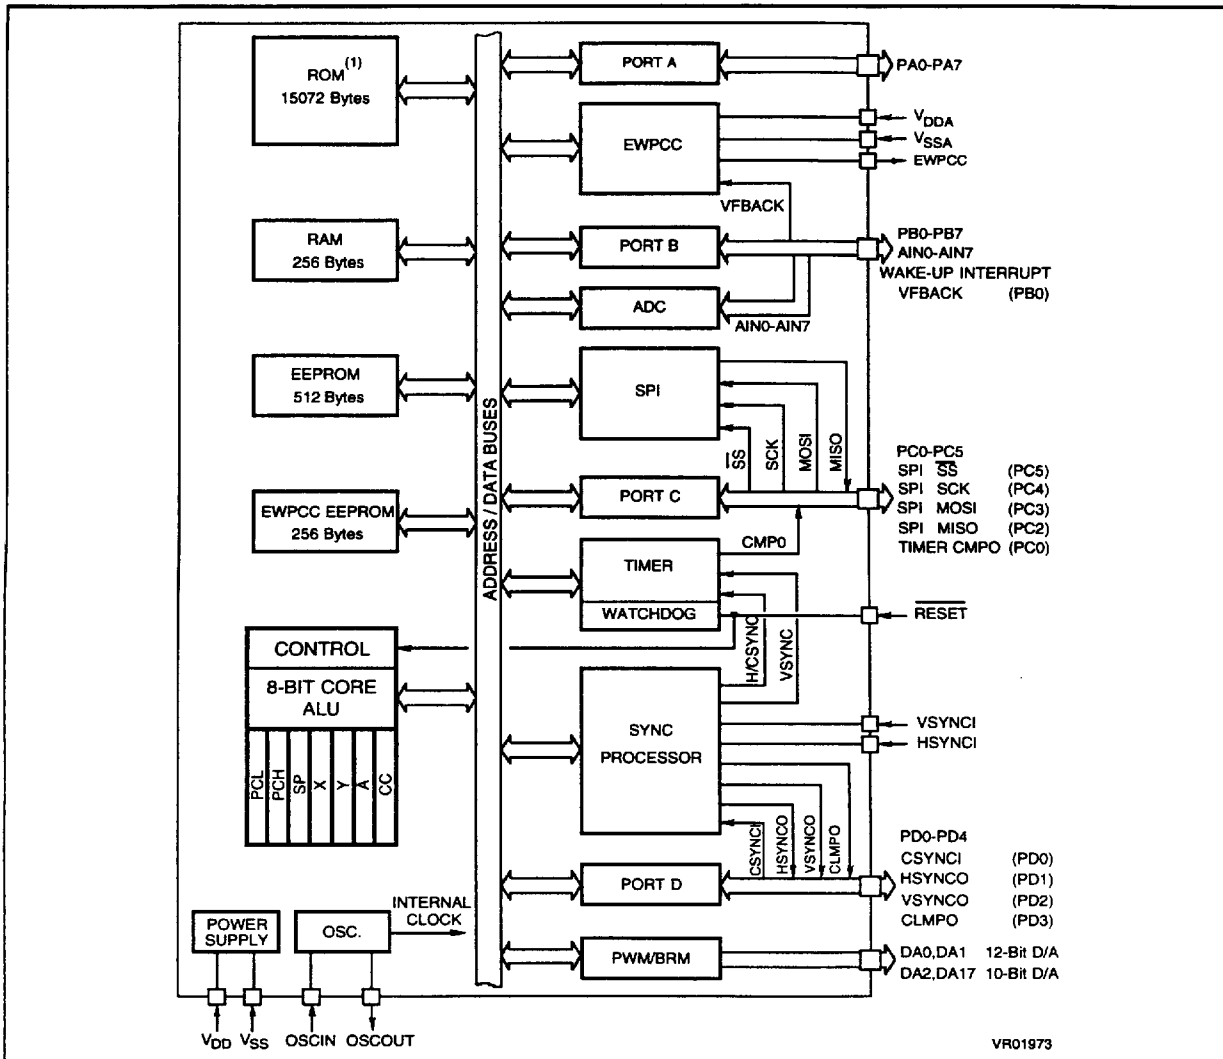 ROM(1)
15072 Bytes
RAM
256 Bytes
EEPROM
512 Bytes
EWPCC EEPROM
256 Bytes
CONTROL
8-BIT CORE
ALU
PCL
PCH
SP
X
Y
A
CC
POWER
SUPPLY
OSC.
INTERNAL
CLOCK
VDD
VSS
OSCIN
OSCOUT
ADDRESS / DATA BUSES
PORT A
EWPCC
VFBACK
PORT B
ADC
AIN0-AIN7
SPI
SS
SCK
MOSI
MISO
PORT C
CMP0
TIMER
WATCHDOG
H/CSYNC
VSYNC
SYNC
PROCESSOR
CSYNCI
HSYNCO
VSYNCO
CLMPO
PORT D
PWM/BRM
PA0-PA7
VDDA
VSSA
EWPCC
PB0-PB7
AIN0-AIN7
WAKE-UP INTERRUPT
VFBACK (PB0)
PC0-PC5
SPI SS (PC5)
SPI SCK (PC4)
SPI MOSI (PC3)
SPI MISO (PC2)
TIMER CMPO (PC0)
RESET
VSYNCI
HSYNCI
PD0-PD4
CSYNCI (PD0)
HSYNCO (PD1)
VSYNCO (PD2)
CLMPO (PD3)
DA0,DA1 12-Bit D/A
DA2,DA17 10-Bit D/A
VR01973